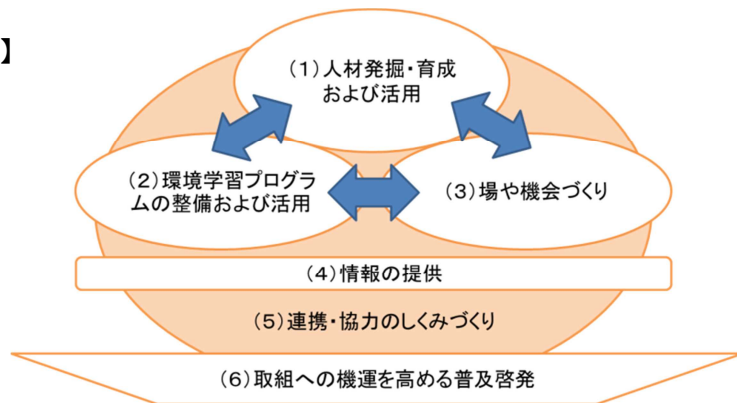 】
（１）人材発掘・育成
および活用
（２）環境学習プログラ
ムの整備および活用
（３）場や機会づくり
（４）情報の提供
（５）連携・協力のしくみづくり
（６）取組への機運を高める普及啓発